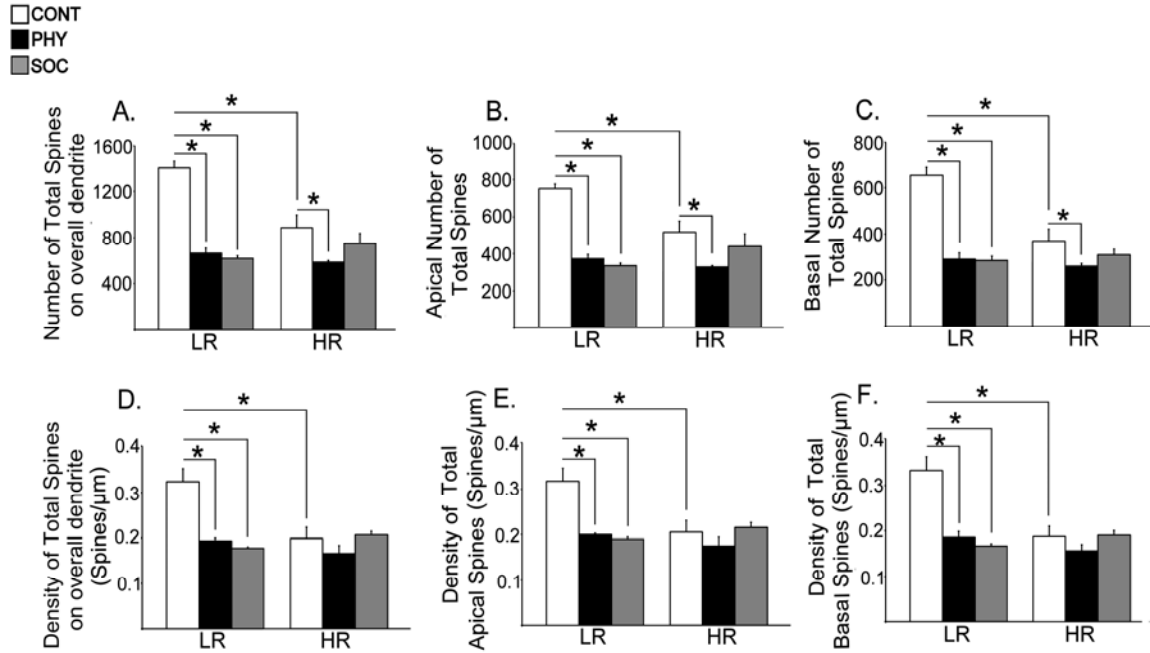 CONT
PHY
SOC
A.
Number of Total Spines
on overall dendrite
1600
1200
800
400
*
*
*
*
LR
HR
B.
Apical Number of
Total Spines
1000
800
600
400
200
*
*
*
*
LR
HR
C.
Basal Number of
Total Spines
800
600
400
200
*
*
*
*
LR
HR
D.
Density of Total Spines
on overall dendrite
(Spines/µm)
0.4
0.3
0.2
0.1
*
*
*
LR
HR
E.
Density of Total
Apical Spines (Spines/µm)
0.4
0.3
0.2
0.1
*
*
*
LR
HR
F.
Density of Total
Basal Spines (Spines/µm)
0.4
0.3
0.2
0.1
*
*
*
LR
HR